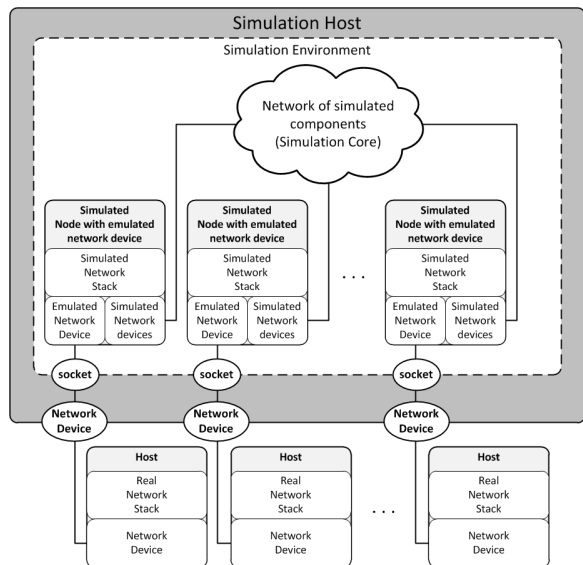 Simulation Host
Simulation Environment
Network of simulated
components
(Simulation Core)
Simulated
Node with emulated
network device
Simulated
Network
Stack
Emulated
Network
Device
Simulated
Network
devices
Simulated
Node with emulated
network device
Simulated
Network
Stack
Emulated
Network
Device
Simulated
Network
devices
. . .
Simulated
Node with emulated
network device
Simulated
Network
Stack
Emulated
Network
Device
Simulated
Network
devices
socket
socket
socket
Network
Device
Network
Device
Network
Device
Host
Real
Network
Stack
Network
Device
Host
Real
Network
Stack
Network
Device
. . .
Host
Real
Network
Stack
Network
Device